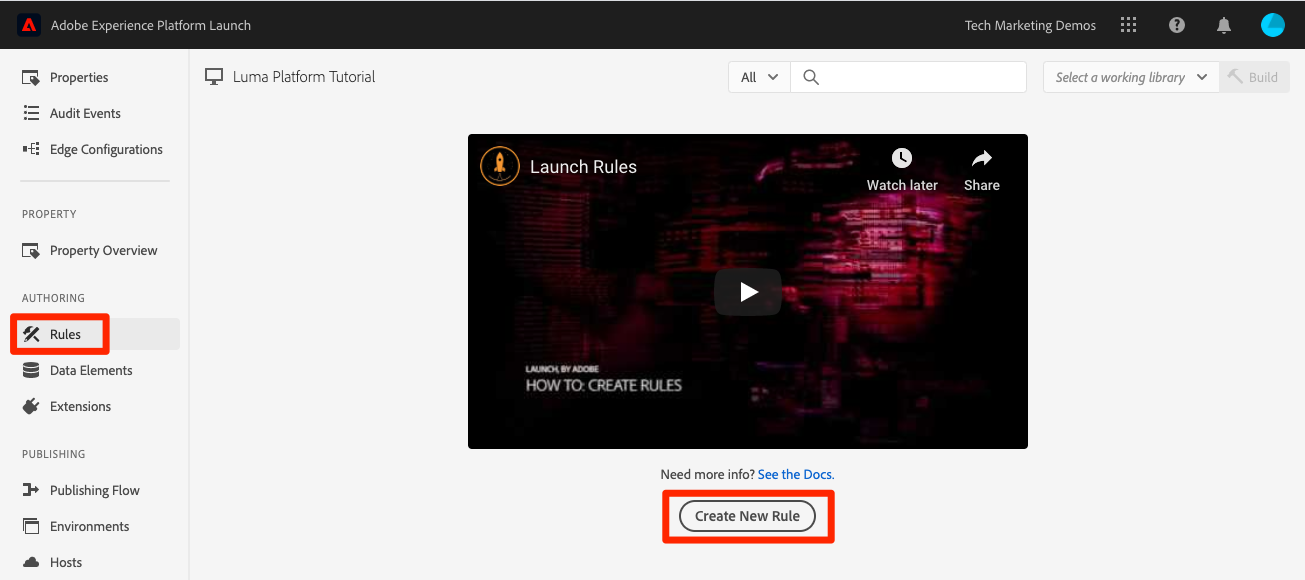 Adobe Experience Platform Launch
Tech Marketing Demos
Properties
Audit Events
Edge Configurations
PROPERTY
Property Overview
AUTHORING
Rules
Data Elements
Extensions
PUBLISHING
Publishing Flow
Environments
Hosts
Luma Platform Tutorial
All
Select a working library
Build
Launch Rules
Watch later
Share
LAUNCH, BY ADOBE
HOW TO: CREATE RULES
Need more info? See the Docs.
Create New Rule